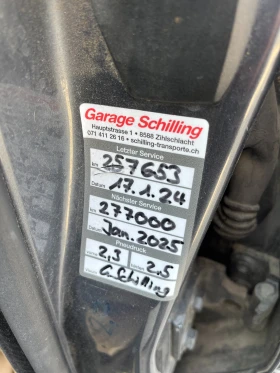 Garage Schilling
Hauptstrasse 1 • 8588 Zihlschlacht
071 411 26 16 • schilling-transporte.ch
Letzter Service
km 257653
Datum 17.1.24
Nächster Service
km 277000
Datum Jan. 2025
Pneudruck
2,3 2.5
G. Schilling